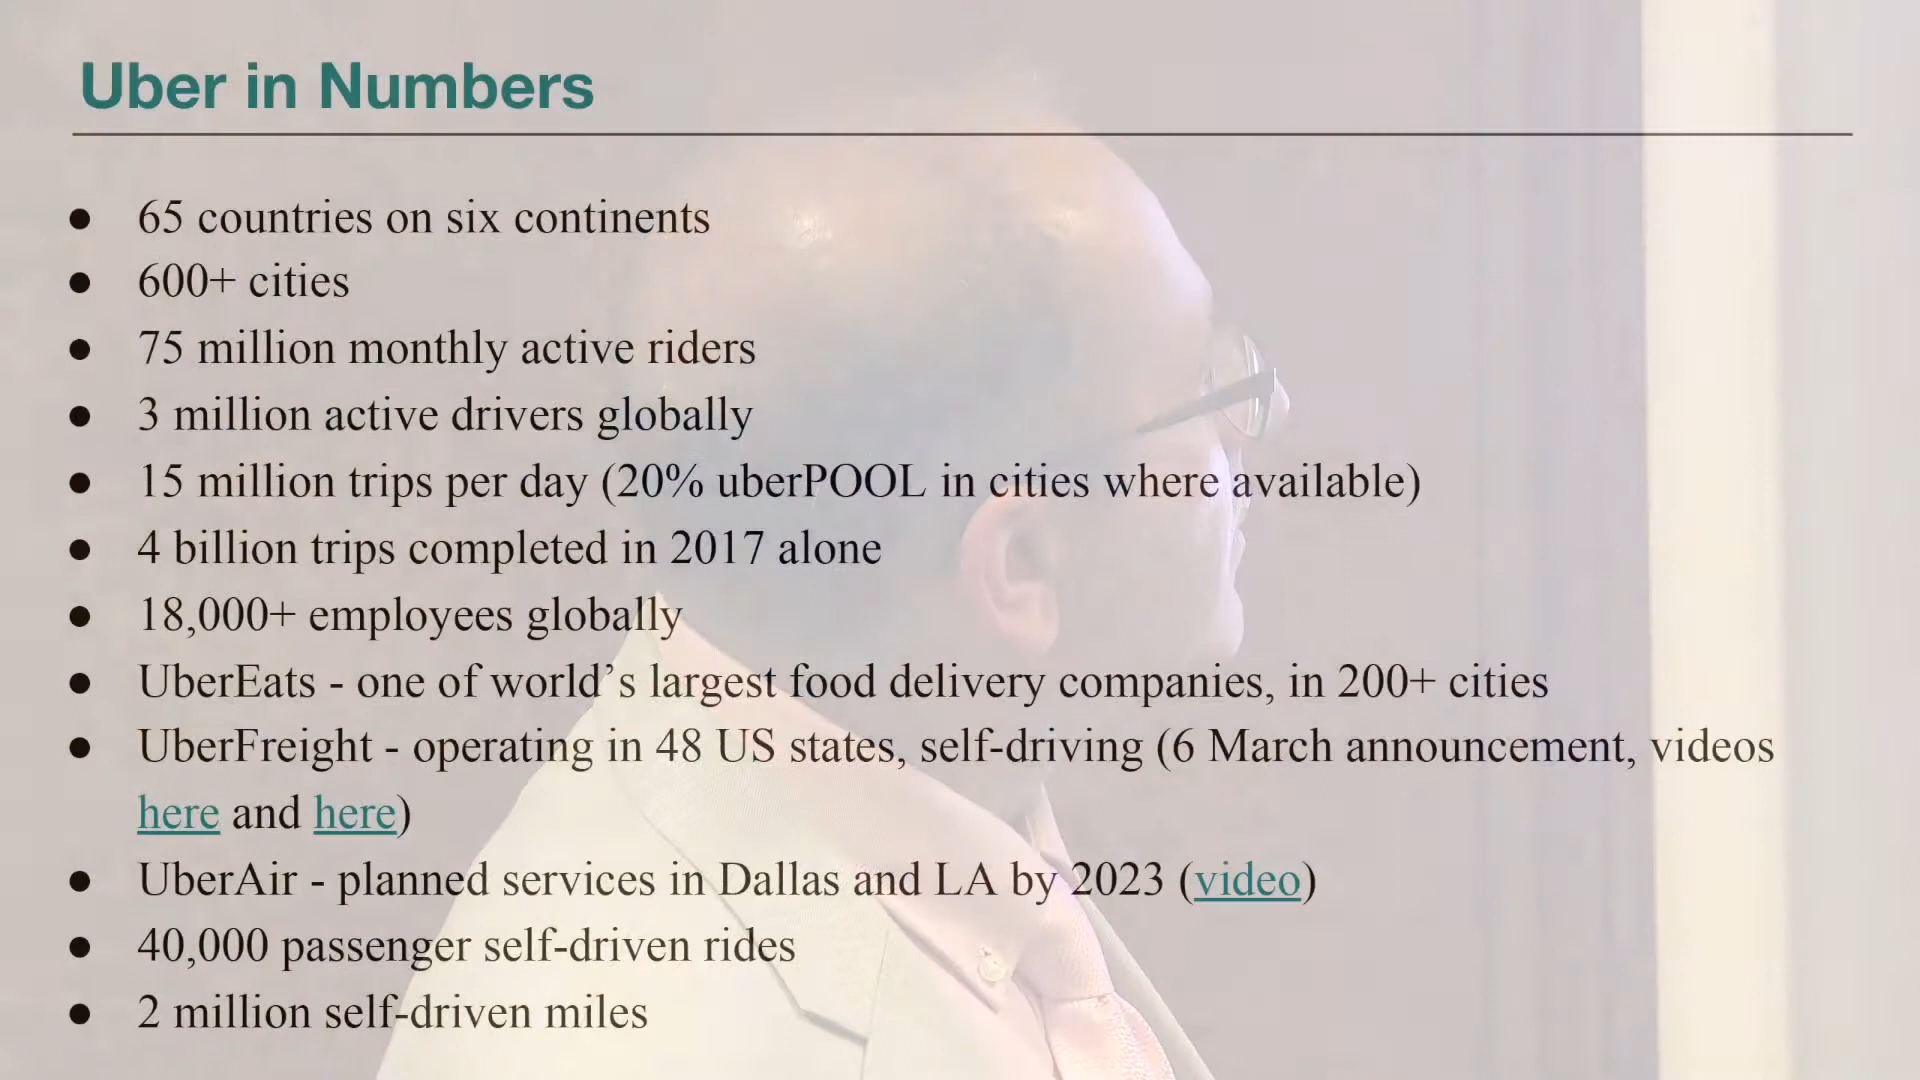 Uber in Numbers
● 65 countries on six continents
● 600+ cities
● 75 million monthly active riders
● 3 million active drivers globally
● 15 million trips per day (20% uberPOOL in cities where available)
● 4 billion trips completed in 2017 alone
● 18,000+ employees globally
● UberEats - one of world’s largest food delivery companies, in 200+ cities
● UberFreight - operating in 48 US states, self-driving (6 March announcement, videos
here and here)
● UberAir - planned services in Dallas and LA by 2023 (video)
● 40,000 passenger self-driven rides
● 2 million self-driven miles